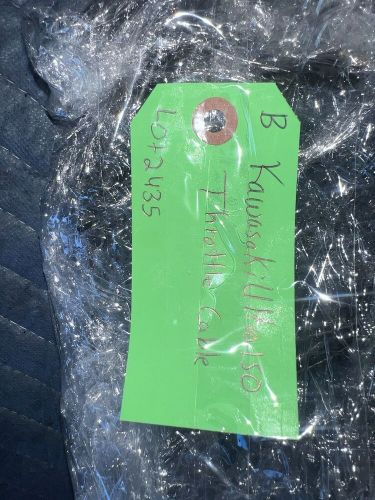 B Kawasaki Ultra 150
Throttle Cable
Lot 2435